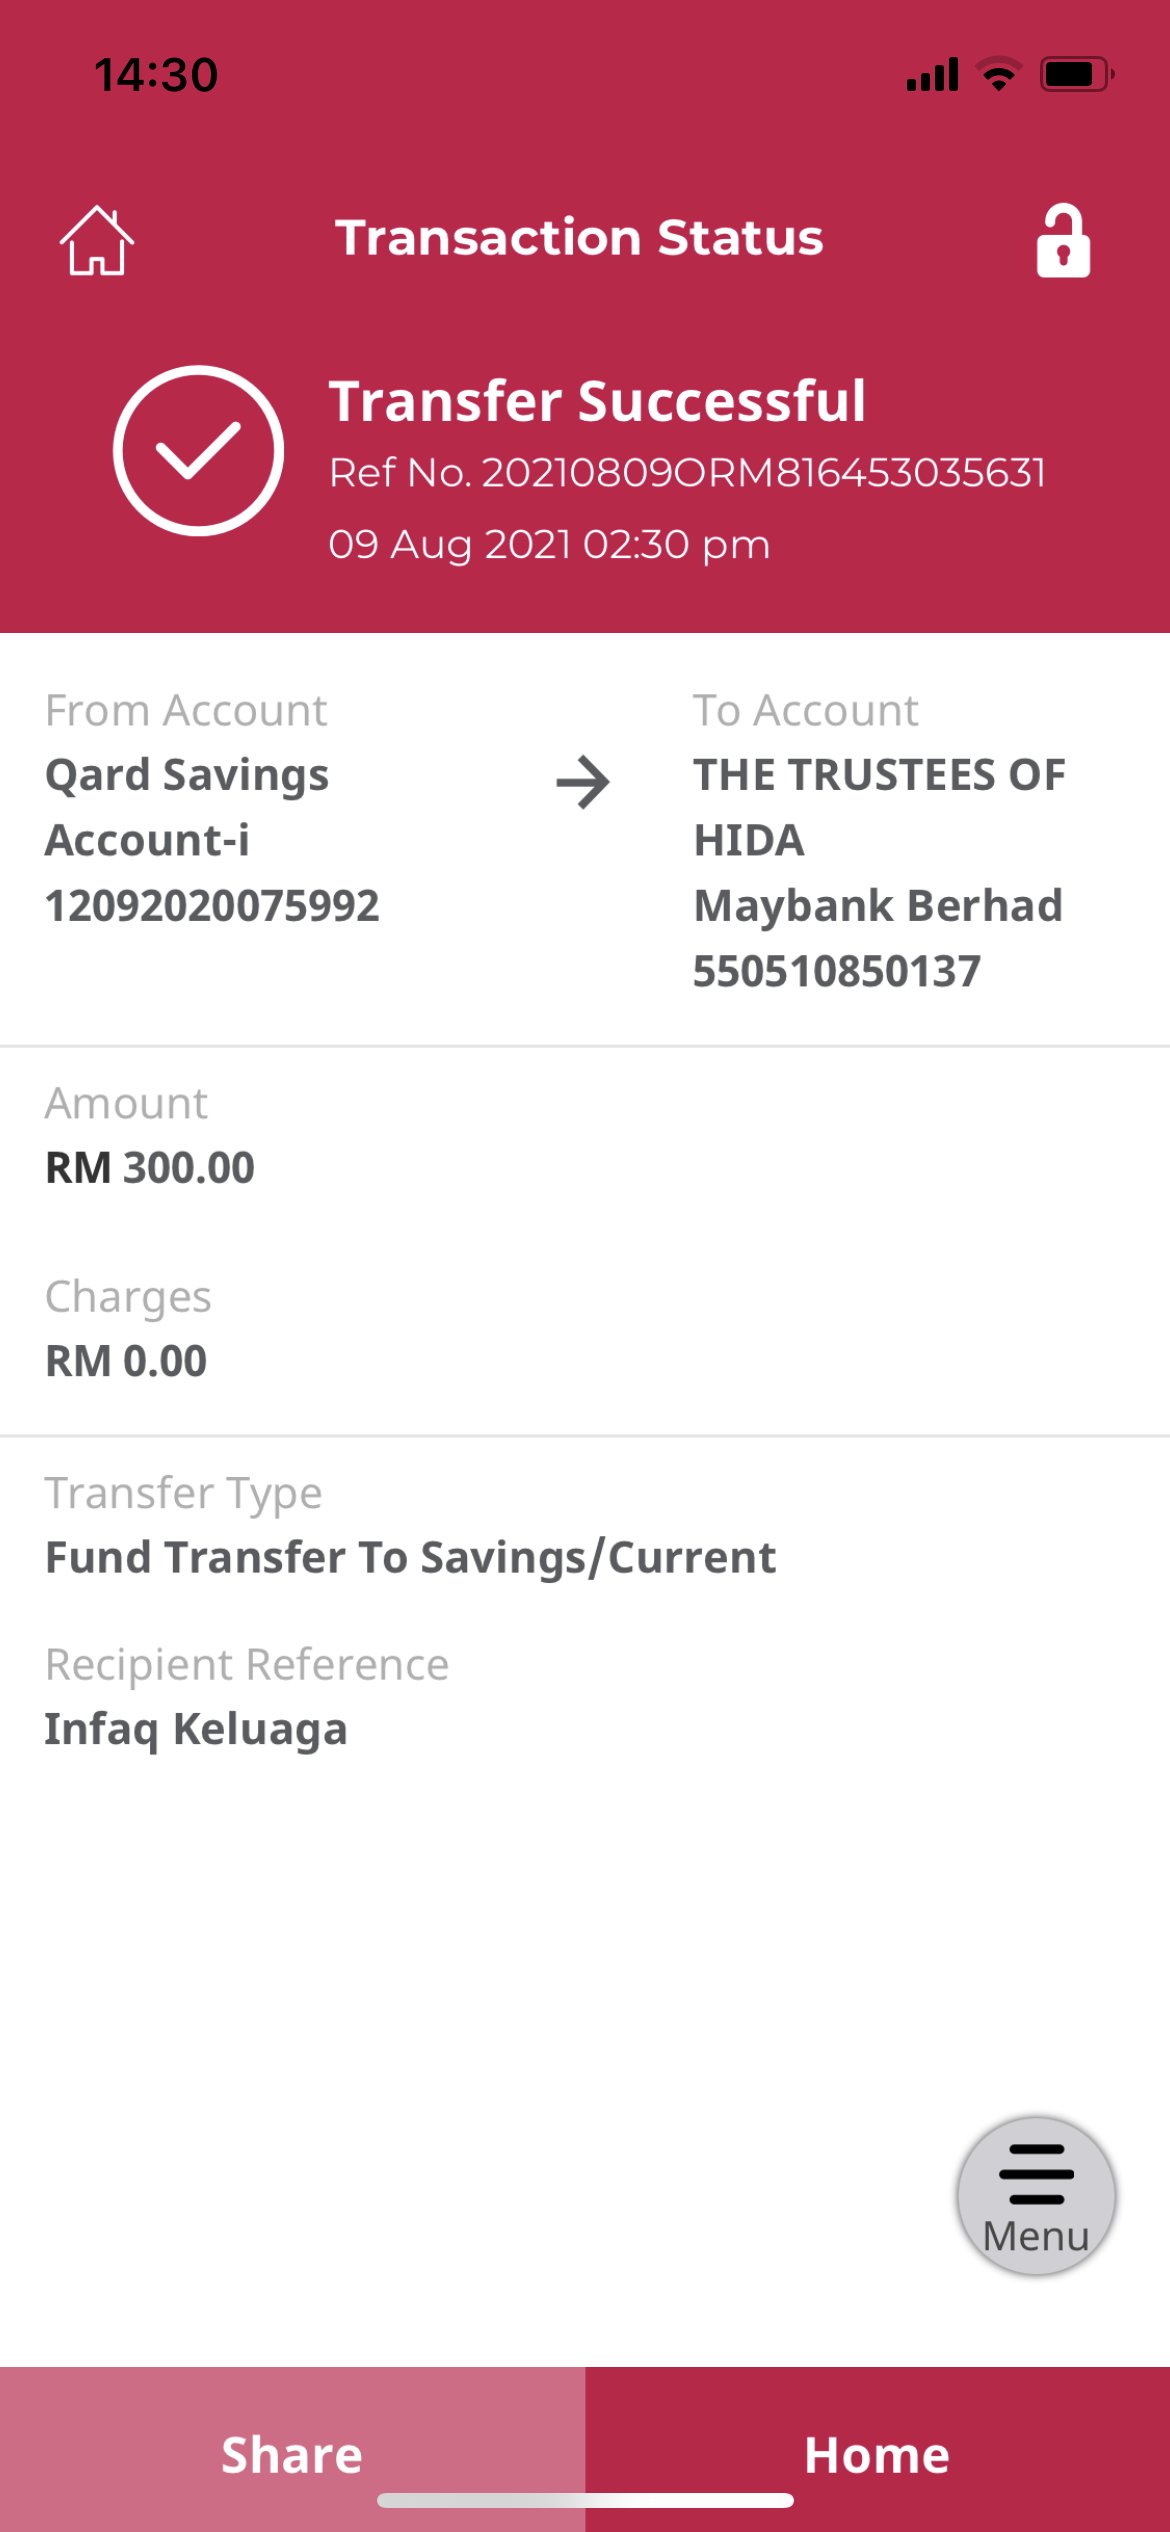 14:30
Transaction Status
Transfer Successful
Ref No. 20210809ORM816453035631
09 Aug 2021 02:30 pm
From Account
Qard Savings
Account-i
12092020075992
To Account
THE TRUSTEES OF
HIDA
Maybank Berhad
550510850137
Amount
RM 300.00
Charges
RM 0.00
Transfer Type
Fund Transfer To Savings/Current
Recipient Reference
Infaq Keluaga
Menu
Share
Home